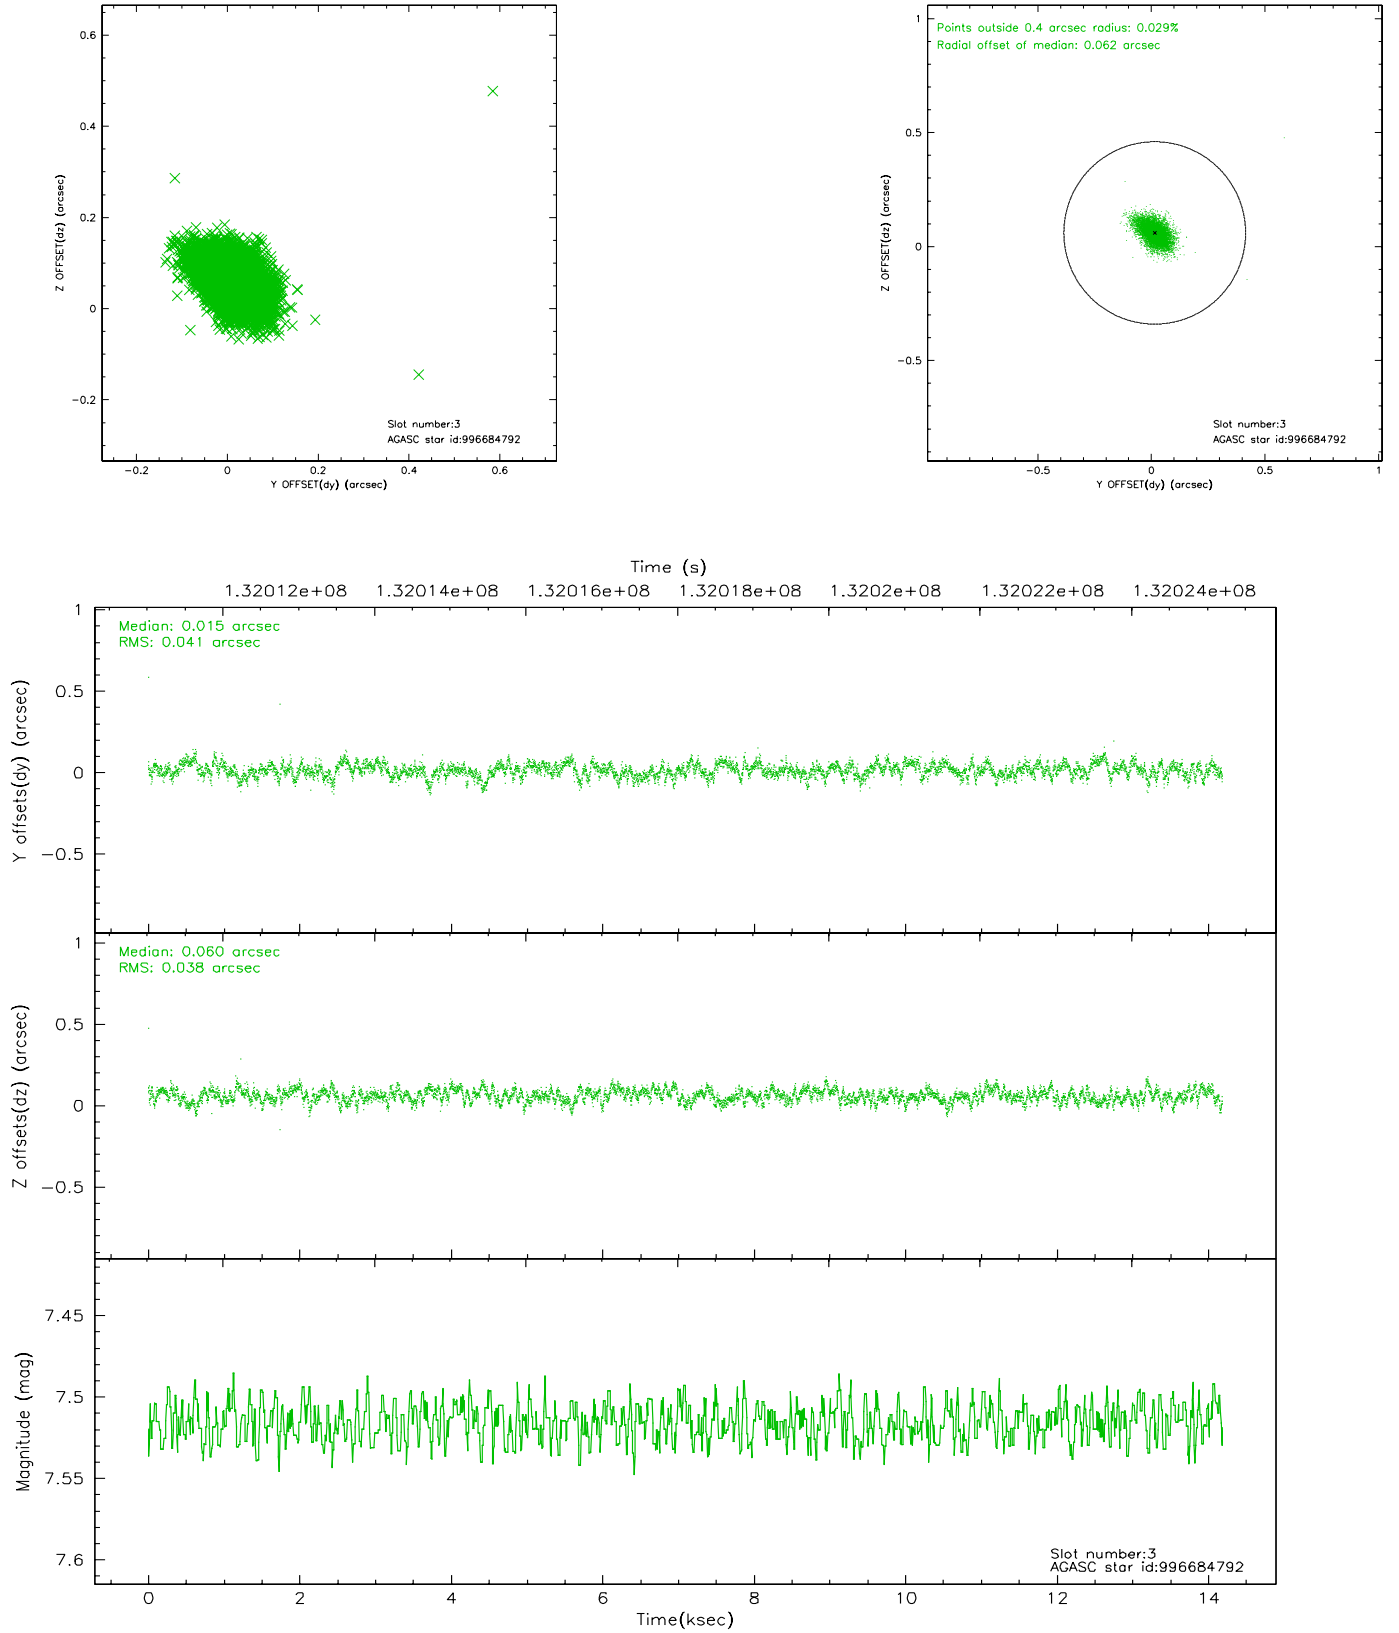 0.6
0.4
0.2
0
−0.2
Z OFFSET(dz) (arcsec)
Slot number:3
AGASC star id:996684792
−0.2 0 0.2 0.4 0.6
Y OFFSET(dy) (arcsec)
Points outside 0.4 arcsec radius: 0.029%
Radial offset of median: 0.062 arcsec
1
0.5
0
−0.5
Z OFFSET(dz) (arcsec)
Slot number:3
AGASC star id:996684792
−0.5 0 0.5 1
Y OFFSET(dy) (arcsec)
Time (s)
1.32012e+08 1.32014e+08 1.32016e+08 1.32018e+08 1.3202e+08 1.32022e+08 1.32024e+08
Median: 0.015 arcsec
RMS: 0.041 arcsec
1
0.5
0
−0.5
Y offsets(dy) (arcsec)
Median: 0.060 arcsec
RMS: 0.038 arcsec
1
0.5
0
−0.5
Z offsets(dz) (arcsec)
7.45
7.5
7.55
7.6
Magnitude (mag)
Slot number:3
AGASC star id:996684792
0 2 4 6 8 10 12 14
Time(ksec)